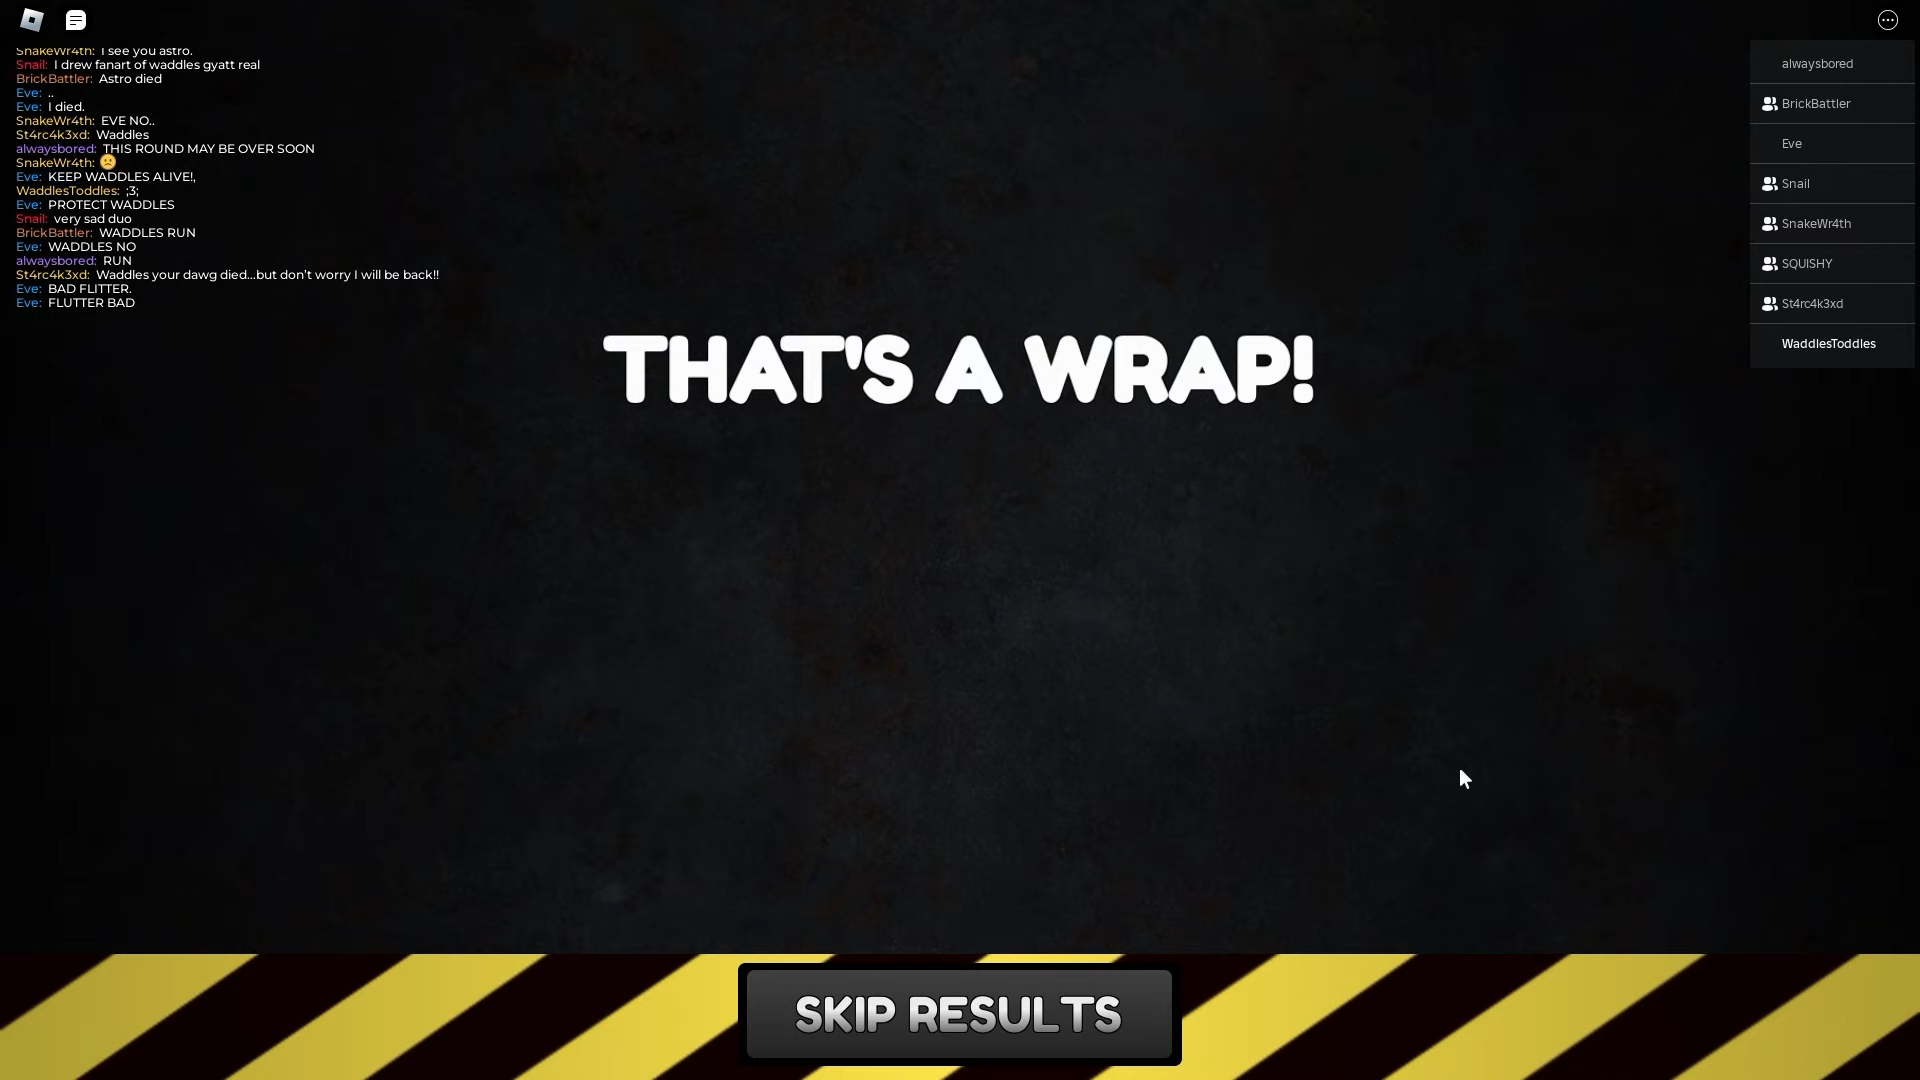 SnakeWr4th: I see you astro.
Snail: I drew fanart of waddles gyatt real
BrickBattler: Astro died
Eve: ..
Eve: I died.
SnakeWr4th: EVE NO..
St4rc4k3xd: Waddles
alwaysbored: THIS ROUND MAY BE OVER SOON
SnakeWr4th: 🙁
Eve: KEEP WADDLES ALIVE!,
WaddlesToddles: ;3;
Eve: PROTECT WADDLES
Snail: very sad duo
BrickBattler: WADDLES RUN
Eve: WADDLES NO
alwaysbored: RUN
St4rc4k3xd: Waddles your dawg died...but don’t worry I will be back!!
Eve: BAD FLITTER.
Eve: FLUTTER BAD
alwaysbored
BrickBattler
Eve
Snail
SnakeWr4th
SQUISHY
St4rc4k3xd
WaddlesToddles
THAT'S A WRAP!
SKIP RESULTS